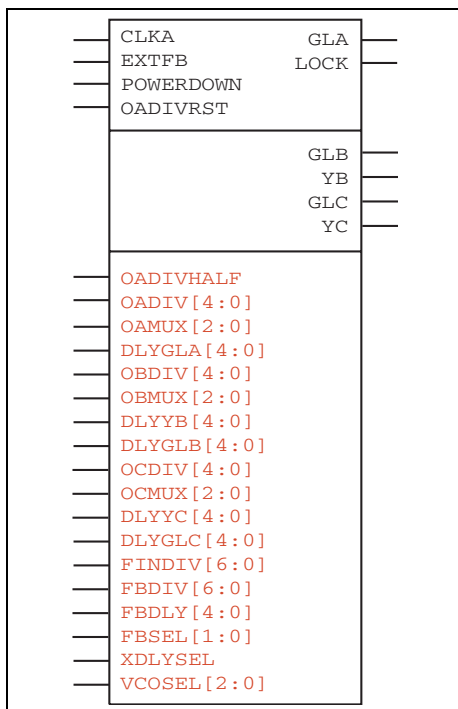 CLKA GLA
EXTFB LOCK
POWERDOWN
OADIVRST
GLB
YB
GLC
YC
OADIVHALF
OADIV[4:0]
OAMUX[2:0]
DLYGLA[4:0]
OBDIV[4:0]
OBMUX[2:0]
DLYYB[4:0]
DLYGLB[4:0]
OCDIV[4:0]
OCMUX[2:0]
DLYYC[4:0]
DLYGLC[4:0]
FINDIV[6:0]
FBDIV[6:0]
FBDLY[4:0]
FBSEL[1:0]
XDLYSEL
VCOSEL[2:0]